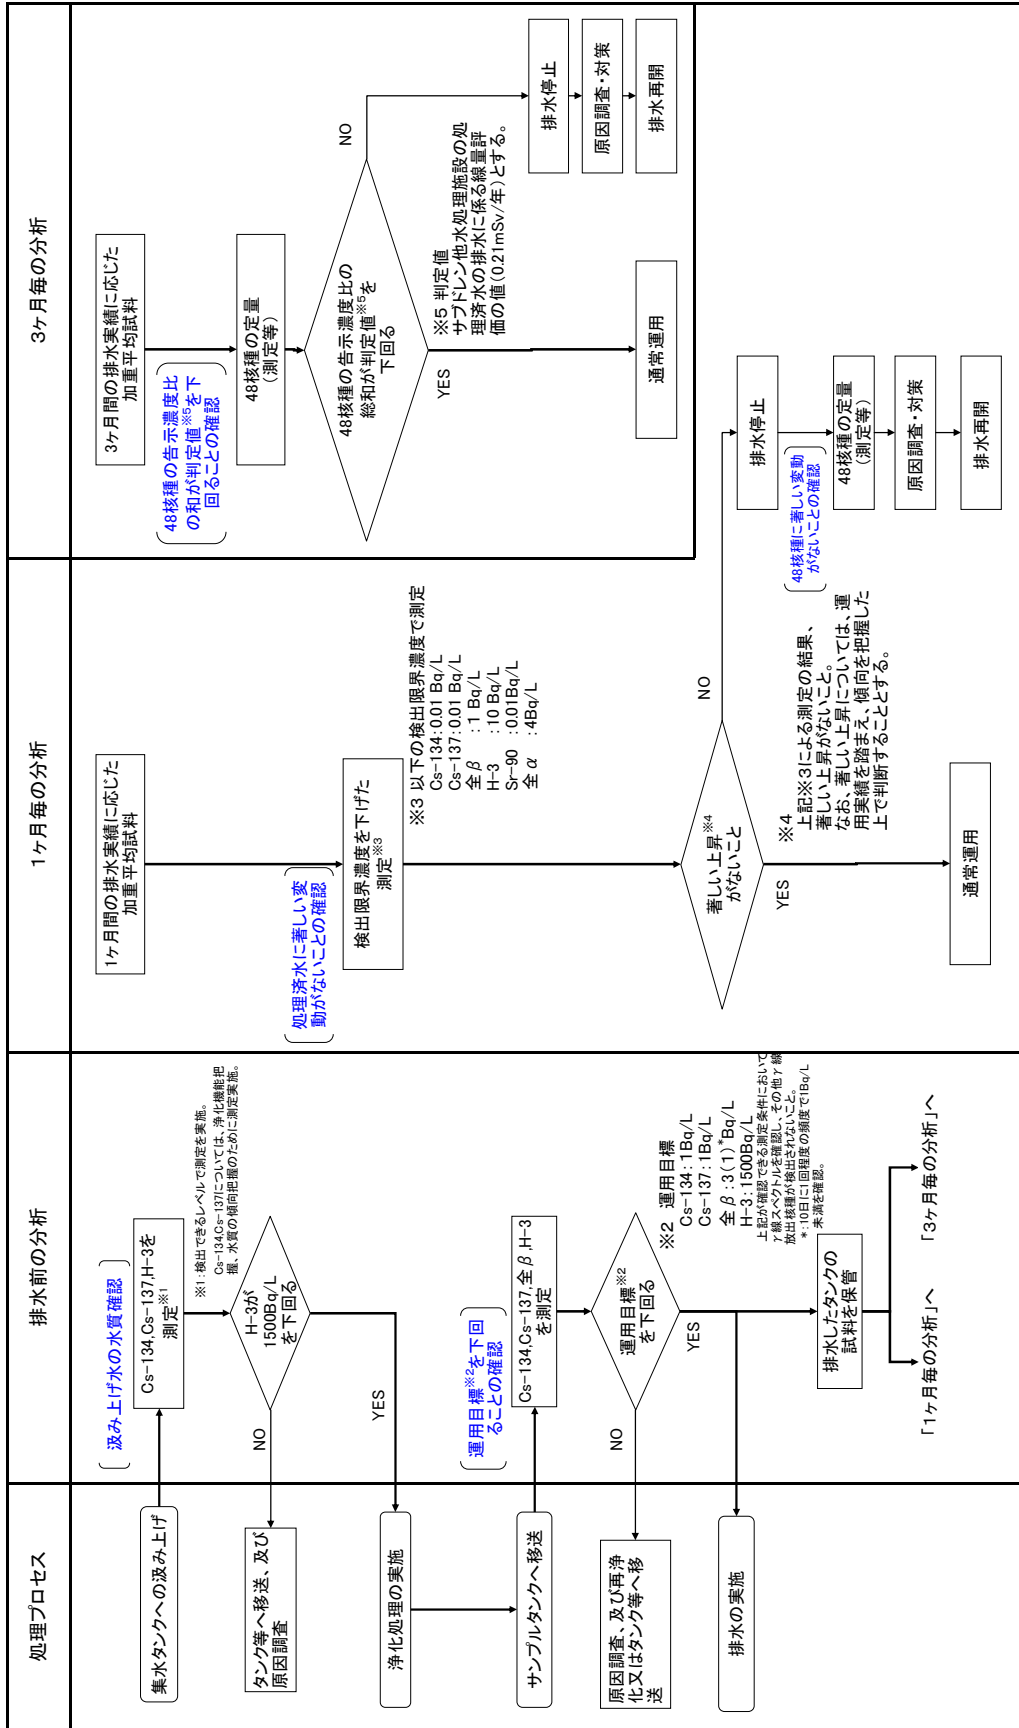 処理プロセス
集水タンクへの汲み上げ
タンク等へ移送、及び
原因調査
浄化処理の実施
サンプルタンクへ移送
原因調査、及び再浄
化又はタンク等へ移
送
排水の実施
排水前の分析
汲み上げ水の水質確認
Cs-134,Cs-137,H-3を
測定※1
※1:検出できるレベルで測定を実施。
Cs-134,Cs-137については、浄化機能把
握、水質の傾向把握のために測定実施。
H-3が
1500Bq/L
を下回る
NO
YES
運用目標※2を下回
ることの確認
Cs-134,Cs-137,全β,H-3
を測定
運用目標※2
を下回る
NO
YES
※2 運用目標
Cs-134:1Bq/L
Cs-137:1Bq/L
全β:3(1)*Bq/L
H-3:1500Bq/L
上記が確認できる測定条件において
γ線スペクトルを確認し、その他γ線
放出核種が検出されないこと。
*:10日に1回程度の頻度で1Bq/L
未満を確認。
排水したタンクの
試料を保管
「1ヶ月毎の分析」へ
「3ヶ月毎の分析」へ
1ヶ月毎の分析
1ヶ月間の排水実績に応じた
加重平均試料
処理済水に著しい変
動がないことの確認
検出限界濃度を下げた
測定※3
※3 以下の検出限界濃度で測定
Cs-134:0.01 Bq/L
Cs-137:0.01 Bq/L
全β :1 Bq/L
H-3 :10 Bq/L
Sr-90 :0.01Bq/L
全α :4Bq/L
著しい上昇※4
がないこと
NO
YES
※4
上記※3による測定の結果、
著しい上昇がないこと。
なお、著しい上昇については、運
用実績を踏まえ、傾向を把握した
上で判断することとする。
通常運用
排水停止
48核種に著しい変動
がないことの確認
48核種の定量
(測定等)
原因調査・対策
排水再開
3ヶ月毎の分析
3ヶ月間の排水実績に応じた
加重平均試料
48核種の告示濃度比
の和が判定値※5を下
回ることの確認
48核種の定量
(測定等)
48核種の告示濃度比の
総和が判定値※5を
下回る
NO
YES
※5 判定値
サブドレン他水処理施設の処
理済水の排水に係る線量評
価の値(0.21mSv/年)とする。
通常運用
排水停止
原因調査・対策
排水再開